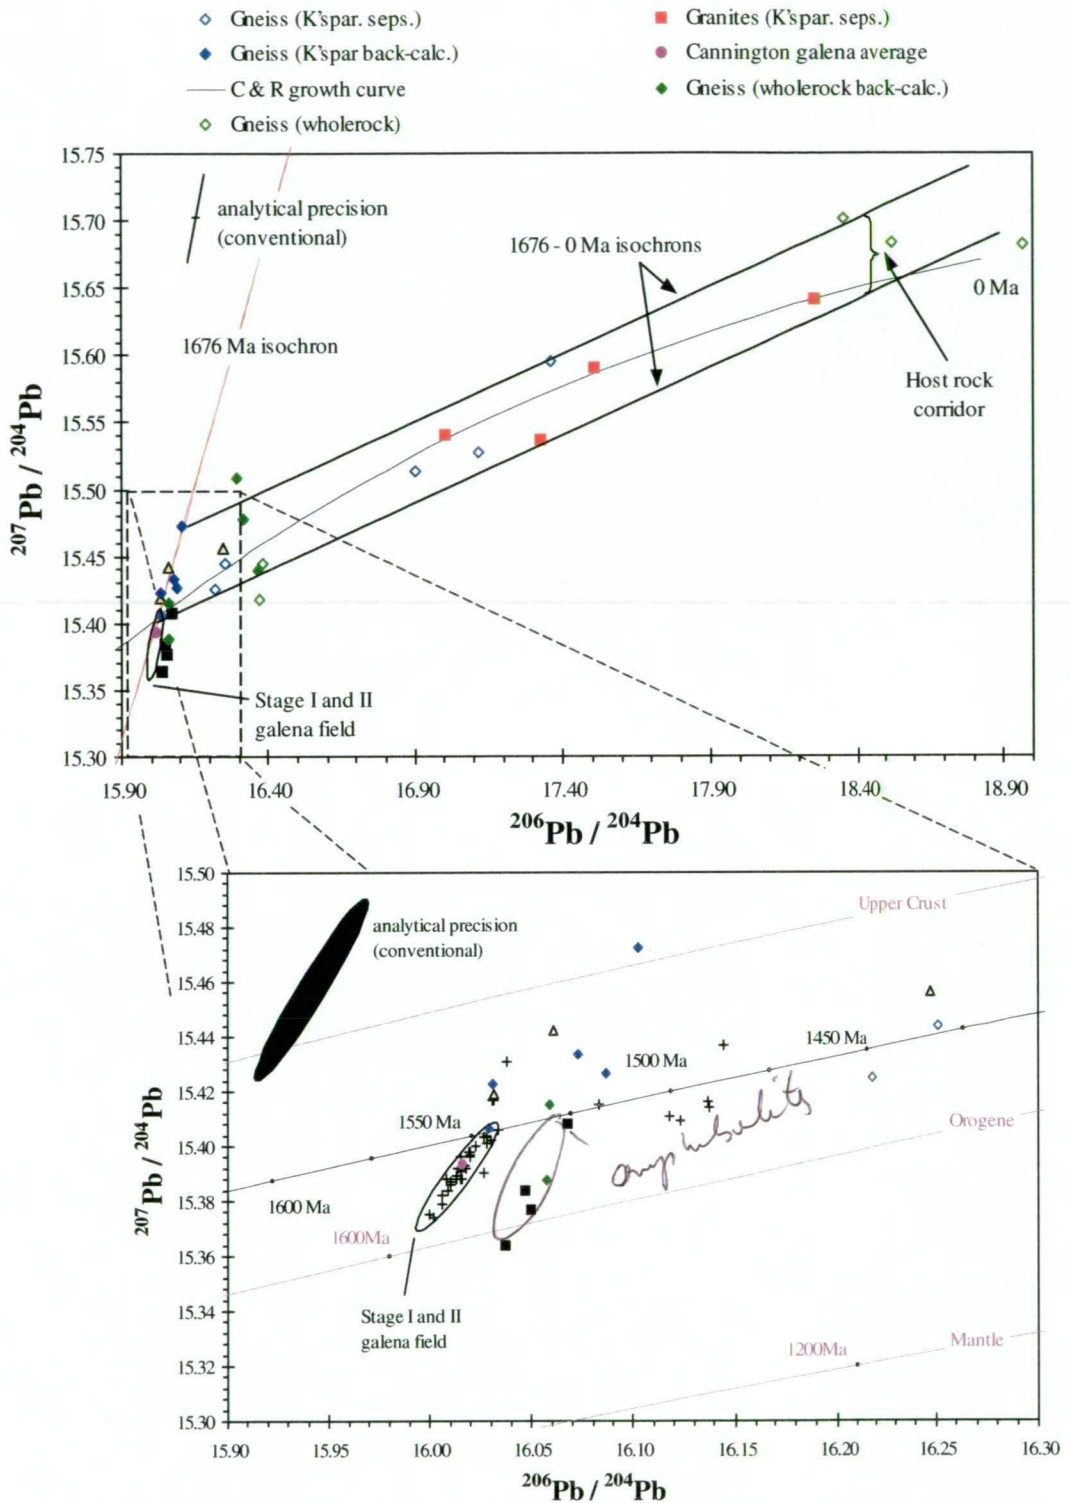 Gneiss (K'spar. seps.)
Granites (K'spar. seps.)
Gneiss (K'spar back-calc.)
Cannington galena average
C & R growth curve
Gneiss (wholerock back-calc.)
Gneiss (wholerock)
15.75
15.70
15.65
15.60
15.55
15.50
15.45
15.40
15.35
15.30
207Pb / 204Pb
analytical precision
(conventional)
1676 - 0 Ma isochrons
0 Ma
1676 Ma isochron
Host rock
corridor
Stage I and II
galena field
15.90 16.40 16.90 17.40 17.90 18.40 18.90
206Pb / 204Pb
15.50
15.48
15.46
15.44
15.42
15.40
15.38
15.36
15.34
15.32
15.30
207Pb / 204Pb
analytical precision
(conventional)
Upper Crust
1450 Ma
1500 Ma
1550 Ma
Orogene
1600 Ma
1600Ma
Stage I and II
galena field
1200Ma
Mantle
15.90 15.95 16.00 16.05 16.10 16.15 16.20 16.25 16.30
206Pb / 204Pb